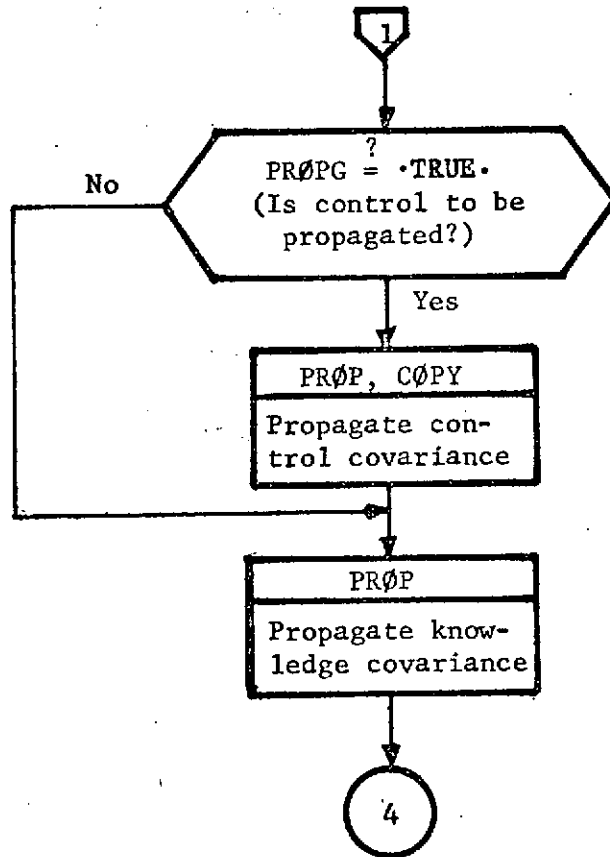 1
?
PRØPG = .TRUE.
No
(Is control to be
propagated?)
Yes
PRØP, CØPY
Propagate con-
trol covariance
PRØP
Propagate know-
ledge covariance
4